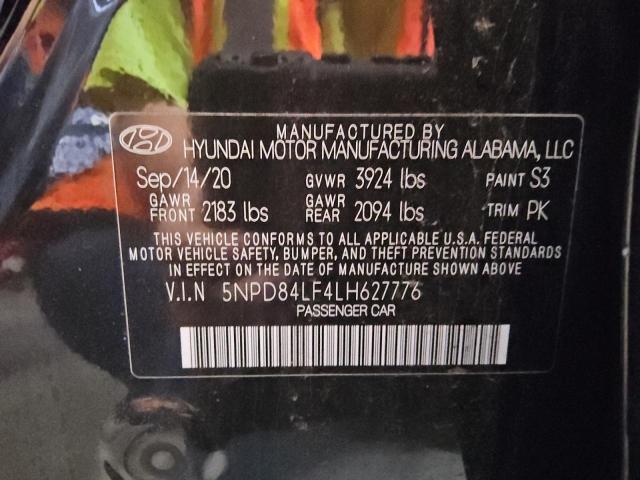 MANUFACTURED BY
HYUNDAI MOTOR MANUFACTURING ALABAMA, LLC
Sep/14/20 GVWR 3924 lbs PAINT S3
GAWR FRONT 2183 lbs GAWR REAR 2094 lbs TRIM PK
THIS VEHICLE CONFORMS TO ALL APPLICABLE U.S.A. FEDERAL
MOTOR VEHICLE SAFETY, BUMPER, AND THEFT PREVENTION STANDARDS
IN EFFECT ON THE DATE OF MANUFACTURE SHOWN ABOVE
V.I.N 5NPD84LF4LH627776
PASSENGER CAR